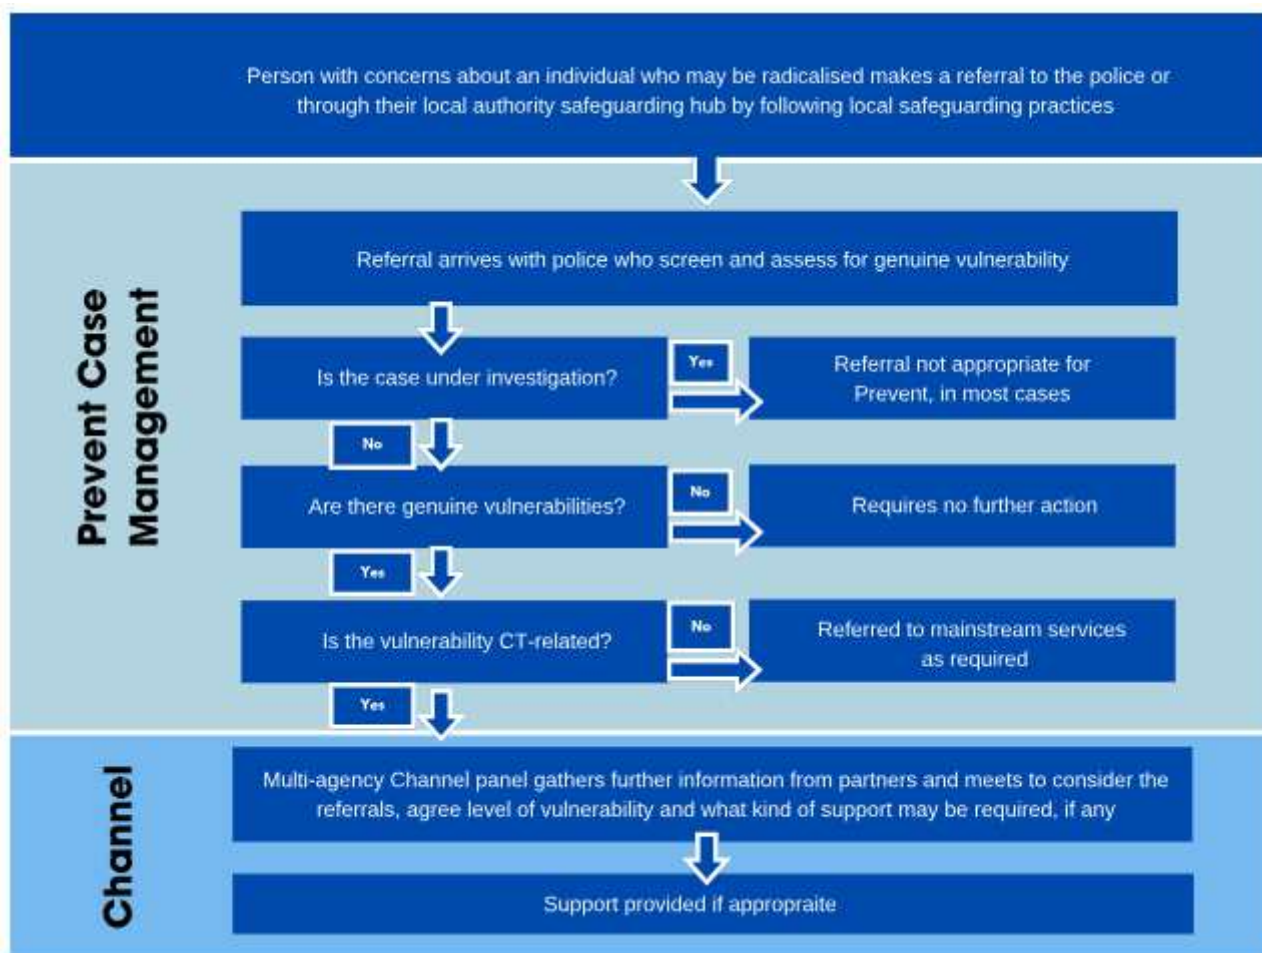 Person with concerns about an individual who may be radicalised makes a referral to the police or
through their local authority safeguarding hub by following local safeguarding practices
Prevent Case
Management
Referral arrives with police who screen and assess for genuine vulnerability
Is the case under investigation?
Yes
Referral not appropriate for
Prevent, in most cases
No
Are there genuine vulnerabilities?
No
Requires no further action
Yes
Is the vulnerability CT-related?
No
Referred to mainstream services
as required
Yes
Channel
Multi-agency Channel panel gathers further information from partners and meets to consider the
referrals, agree level of vulnerability and what kind of support may be required, if any
Support provided if appropraite